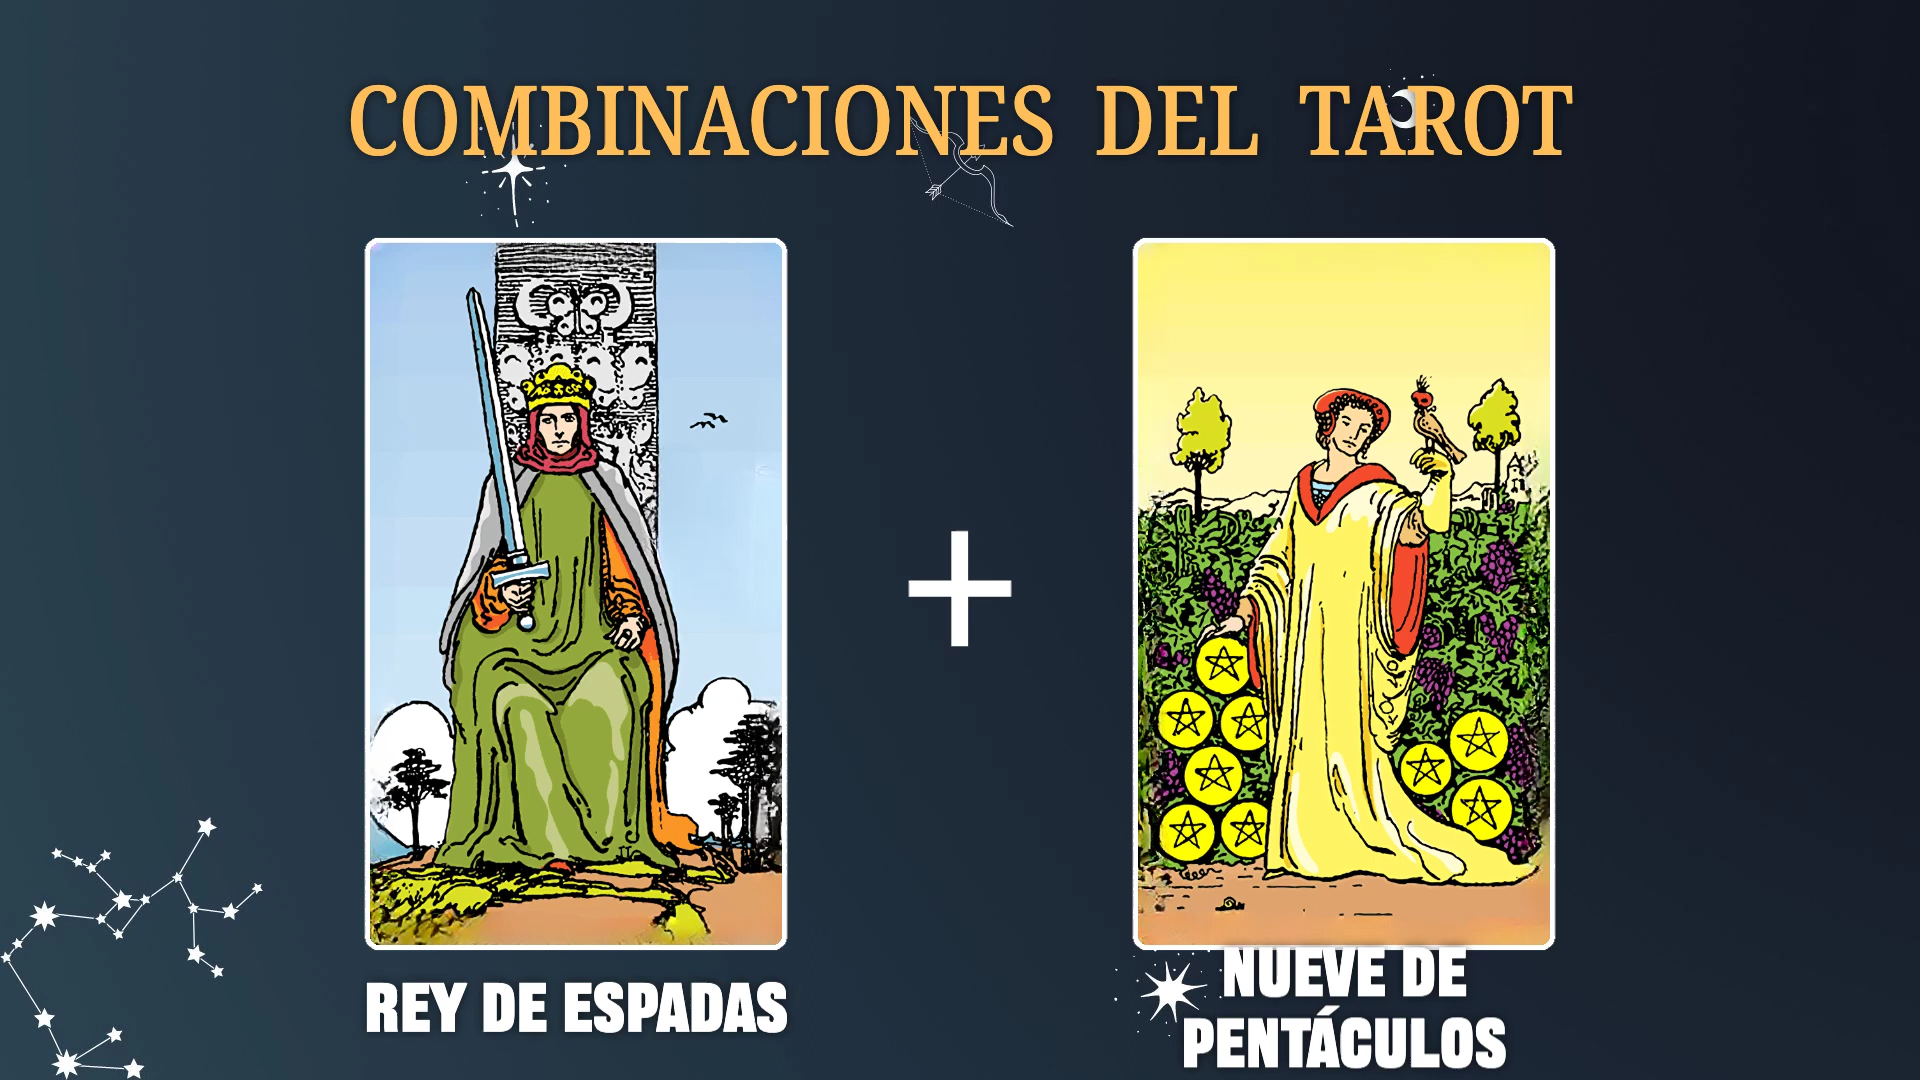 COMBINACIONES DEL TAROT
REY DE ESPADAS
NUEVE DE
PENTÁCULOS